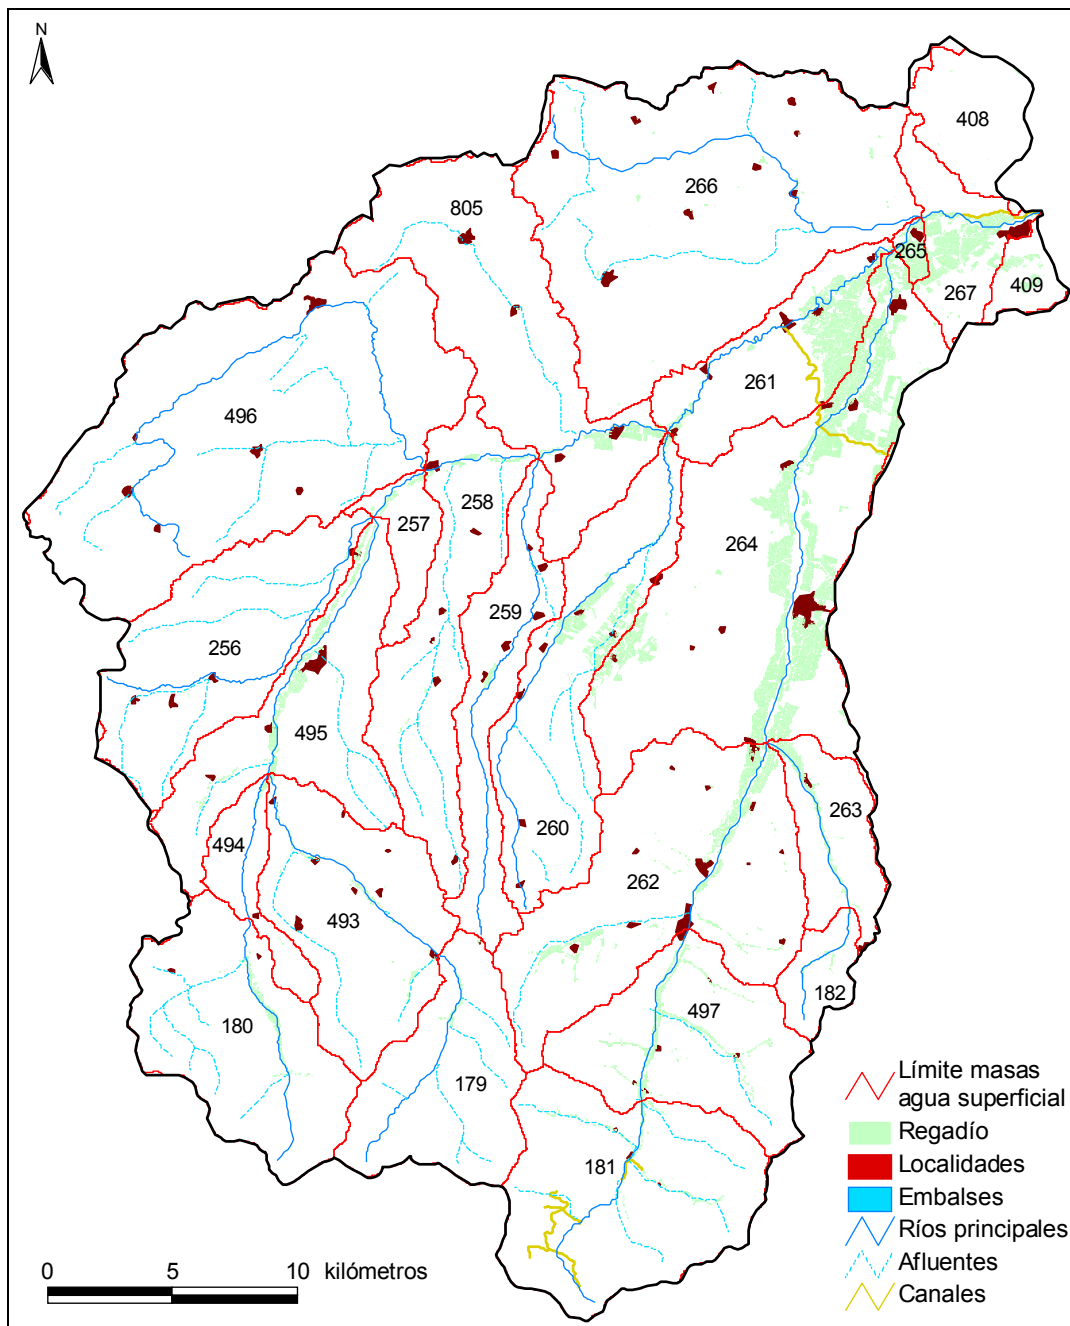 N
408
805
266
265
267
409
261
496
258
257
264
259
256
495
263
494
260
262
493
182
497
180
179
181
Límite masas
agua superficial
Regadío
Localidades
Embalses
Ríos principales
Afluentes
Canales
0 5 10 kilómetros